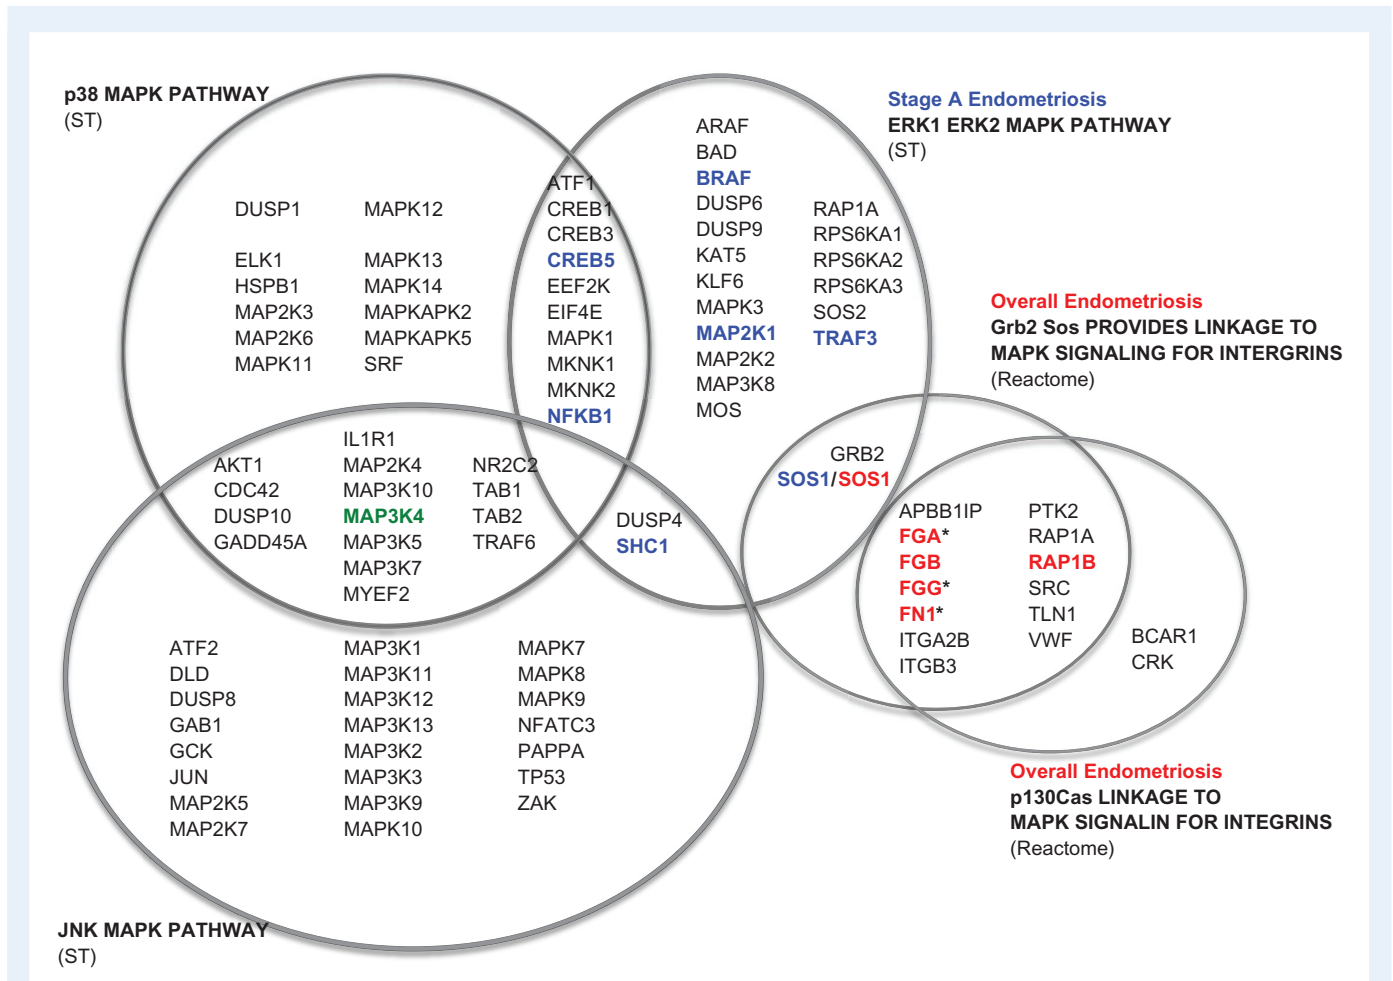 p38 MAPK PATHWAY
(ST)
Stage A Endometriosis
ERK1 ERK2 MAPK PATHWAY
(ST)
DUSP1
ELK1
HSPB1
MAP2K3
MAP2K6
MAPK11
MAPK12
MAPK13
MAPK14
MAPKAPK2
MAPKAPK5
SRF
ATF1
CREB1
CREB3
CREB5
EEF2K
EIF4E
MAPK1
MKNK1
MKNK2
NFKB1
ARAF
BAD
BRAF
DUSP6
DUSP9
KAT5
KLF6
MAPK3
MAP2K1
MAP2K2
MAP3K8
MOS
RAP1A
RPS6KA1
RPS6KA2
RPS6KA3
SOS2
TRAF3
Overall Endometriosis
Grb2 Sos PROVIDES LINKAGE TO
MAPK SIGNALING FOR INTERGRINS
(Reactome)
AKT1
CDC42
DUSP10
GADD45A
IL1R1
MAP2K4
MAP3K10
MAP3K4
MAP3K5
MAP3K7
MYEF2
NR2C2
TAB1
TAB2
TRAF6
DUSP4
SHC1
GRB2
SOS1/SOS1
APBB1IP
FGA*
FGB
FGG*
FN1*
ITGA2B
ITGB3
PTK2
RAP1A
RAP1B
SRC
TLN1
VWF
BCAR1
CRK
ATF2
DLD
DUSP8
GAB1
GCK
JUN
MAP2K5
MAP2K7
MAP3K1
MAP3K11
MAP3K12
MAP3K13
MAP3K2
MAP3K3
MAP3K9
MAPK10
MAPK7
MAPK8
MAPK9
NFATC3
PAPPA
TP53
ZAK
Overall Endometriosis
p130Cas LINKAGE TO
MAPK SIGNALIN FOR INTEGRINS
(Reactome)
JNK MAPK PATHWAY
(ST)